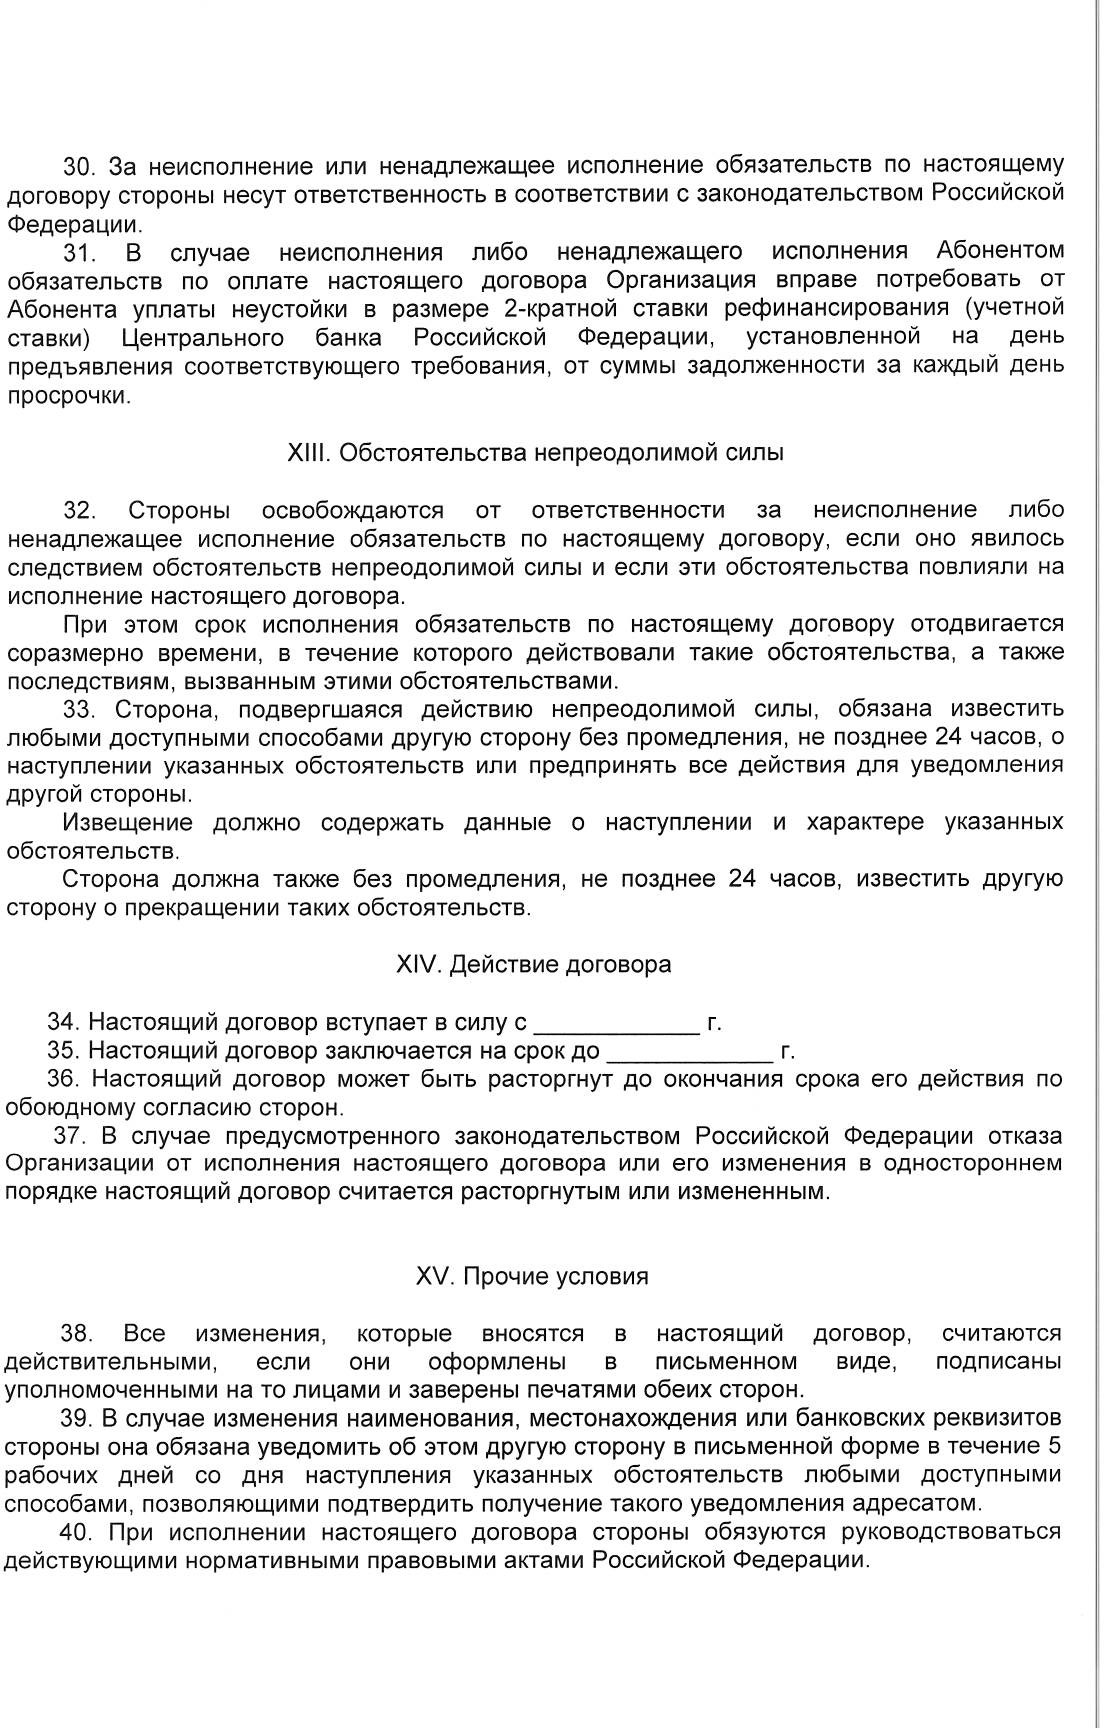 30. За неисполнение или ненадлежащее исполнение обязательств по настоящему
договору стороны несут ответственность в соответствии с законодательством Российской
Федерации.
31. В случае неисполнения либо ненадлежащего исполнения Абонентом
обязательств по оплате настоящего договора Организация вправе потребовать от
Абонента уплаты неустойки в размере 2-кратной ставки рефинансирования (учетной
ставки) Центрального банка Российской Федерации, установленной на день
предъявления соответствующего требования, от суммы задолженности за каждый день
просрочки.
XIII. Обстоятельства непреодолимой силы
32. Стороны освобождаются от ответственности за неисполнение либо
ненадлежащее исполнение обязательств по настоящему договору, если оно явилось
следствием обстоятельств непреодолимой силы и если эти обстоятельства повлияли на
исполнение настоящего договора.
При этом срок исполнения обязательств по настоящему договору отодвигается
соразмерно времени, в течение которого действовали такие обстоятельства, а также
последствиям, вызванным этими обстоятельствами.
33. Сторона, подвергшаяся действию непреодолимой силы, обязана известить
любыми доступными способами другую сторону без промедления, не позднее 24 часов, о
наступлении указанных обстоятельств или предпринять все действия для уведомления
другой стороны.
Извещение должно содержать данные о наступлении и характере указанных
обстоятельств.
Сторона должна также без промедления, не позднее 24 часов, известить другую
сторону о прекращении таких обстоятельств.
XIV. Действие договора
34. Настоящий договор вступает в силу с ____________ г.
35. Настоящий договор заключается на срок до ____________ г.
36. Настоящий договор может быть расторгнут до окончания срока его действия по
обоюдному согласию сторон.
37. В случае предусмотренного законодательством Российской Федерации отказа
Организации от исполнения настоящего договора или его изменения в одностороннем
порядке настоящий договор считается расторгнутым или измененным.
XV. Прочие условия
38. Все изменения, которые вносятся в настоящий договор, считаются
действительными, если они оформлены в письменном виде, подписаны
уполномоченными на то лицами и заверены печатями обеих сторон.
39. В случае изменения наименования, местонахождения или банковских реквизитов
стороны она обязана уведомить об этом другую сторону в письменной форме в течение 5
рабочих дней со дня наступления указанных обстоятельств любыми доступными
способами, позволяющими подтвердить получение такого уведомления адресатом.
40. При исполнении настоящего договора стороны обязуются руководствоваться
действующими нормативными правовыми актами Российской Федерации.